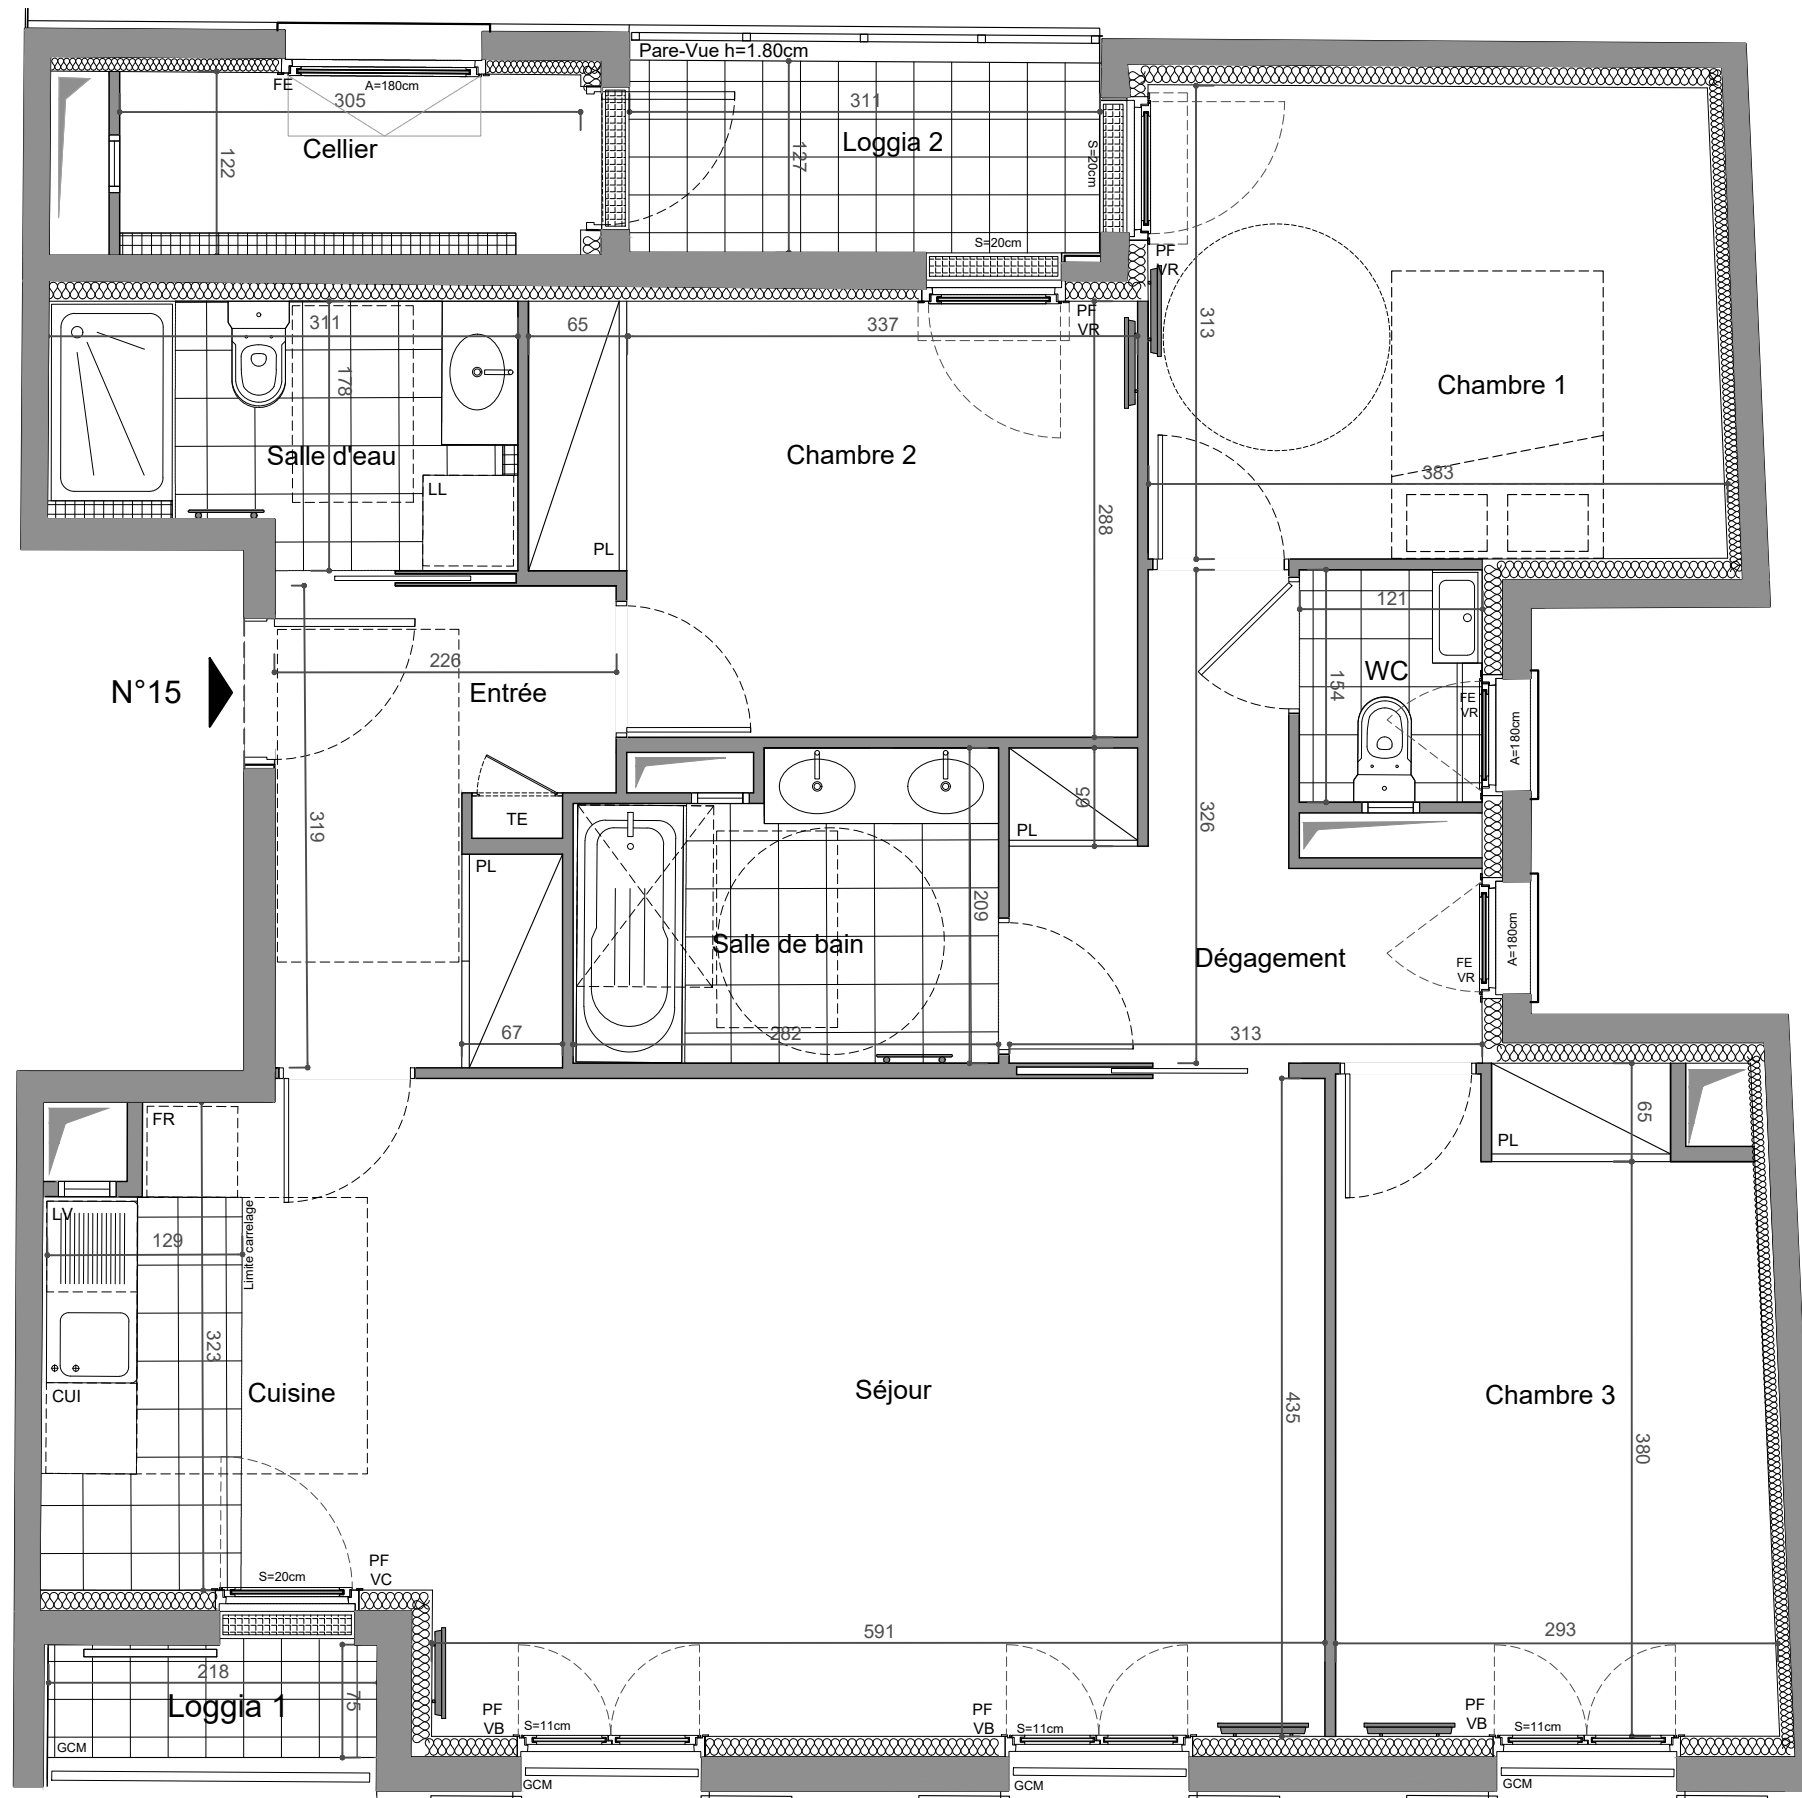 Pare-Vue h=1.80cm
FE
A=180cm
305
311
Cellier
Loggia 2
122
127
S=20cm
S=20cm
PF
VR
311
65
337
PF
VR
313
178
Chambre 1
Salle d'eau
Chambre 2
383
LL
288
PL
121
N°15
226
Entrée
WC
154
FE
VR
A=180cm
TE
PL
65
PL
319
326
209
Salle de bain
Dégagement
FE
VR
A=180cm
67
282
313
FR
65
PL
LV
129
Limite carrelage
323
CUI
Cuisine
Séjour
435
Chambre 3
380
S=20cm
PF
VC
591
293
218
Loggia 1
75
GCM
PF
VB
S=11cm
PF
VB
S=11cm
PF
VB
S=11cm
GCM
GCM
GCM